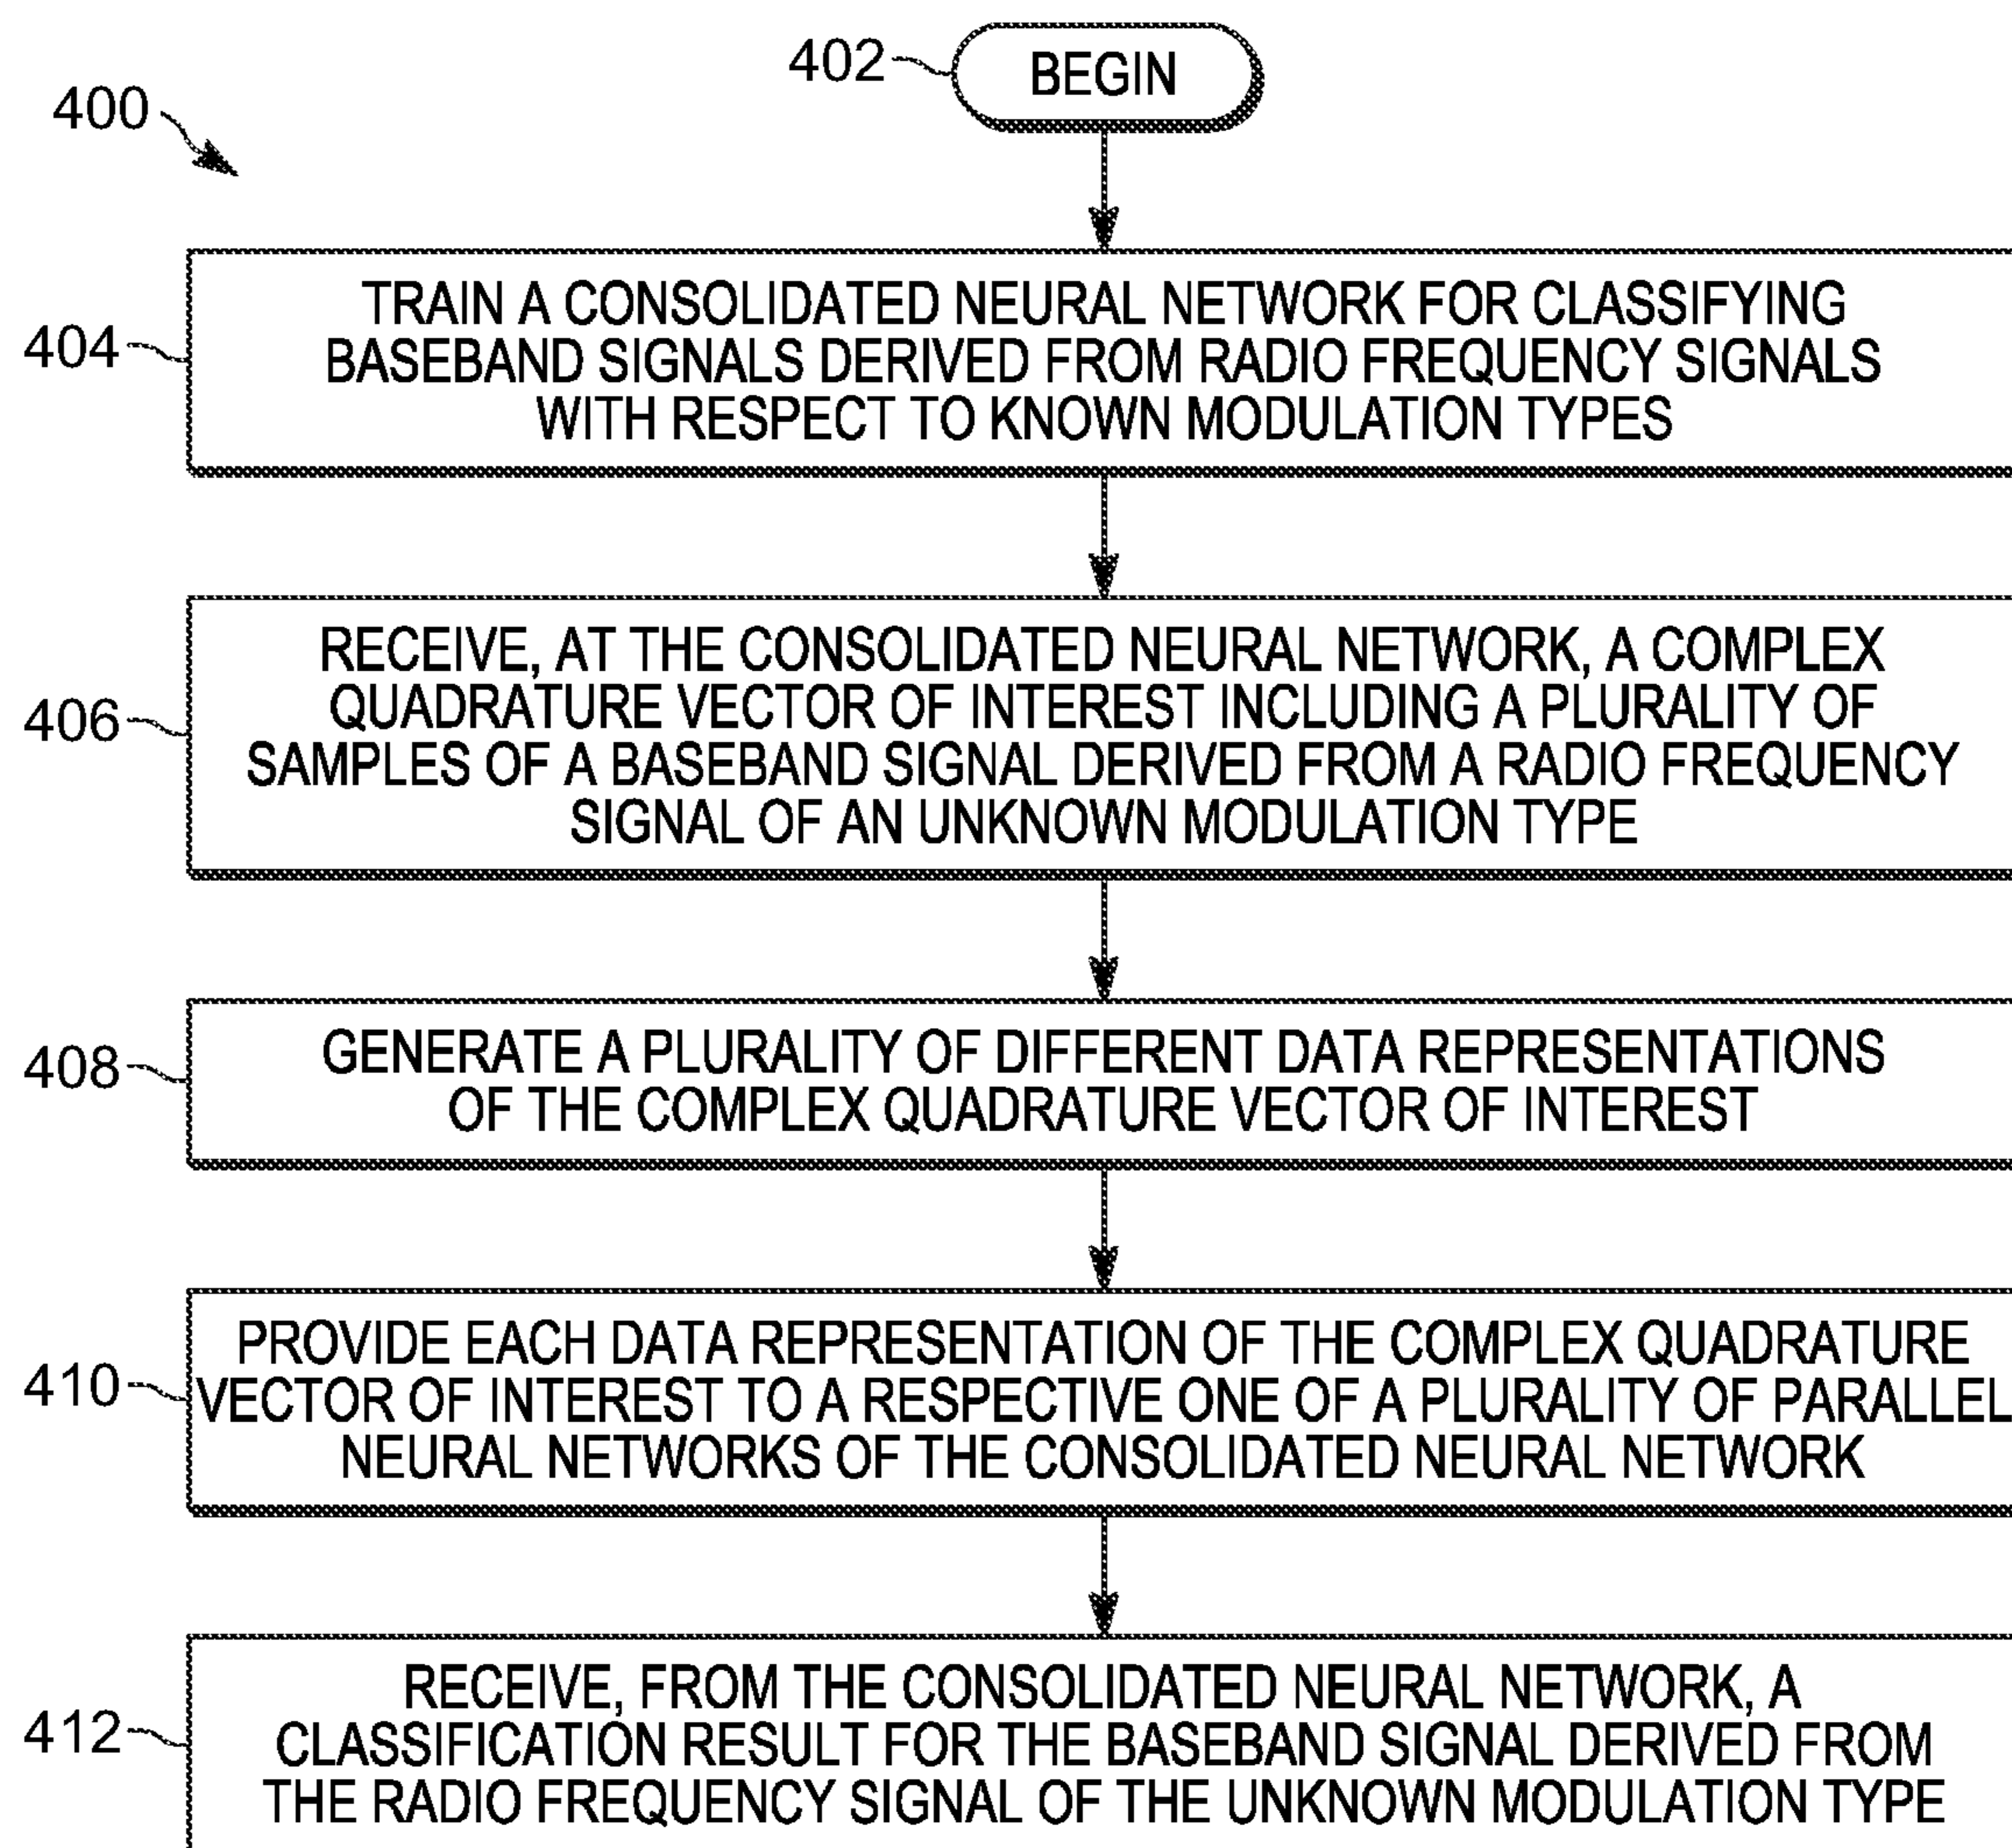 402
BEGIN
400
404
TRAIN A CONSOLIDATED NEURAL NETWORK FOR CLASSIFYING
BASEBAND SIGNALS DERIVED FROM RADIO FREQUENCY SIGNALS
WITH RESPECT TO KNOWN MODULATION TYPES
406
RECEIVE, AT THE CONSOLIDATED NEURAL NETWORK, A COMPLEX
QUADRATURE VECTOR OF INTEREST INCLUDING A PLURALITY OF
SAMPLES OF A BASEBAND SIGNAL DERIVED FROM A RADIO FREQUENCY
SIGNAL OF AN UNKNOWN MODULATION TYPE
408
GENERATE A PLURALITY OF DIFFERENT DATA REPRESENTATIONS
OF THE COMPLEX QUADRATURE VECTOR OF INTEREST
410
PROVIDE EACH DATA REPRESENTATION OF THE COMPLEX QUADRATURE
VECTOR OF INTEREST TO A RESPECTIVE ONE OF A PLURALITY OF PARALLEL
NEURAL NETWORKS OF THE CONSOLIDATED NEURAL NETWORK
412
RECEIVE, FROM THE CONSOLIDATED NEURAL NETWORK, A
CLASSIFICATION RESULT FOR THE BASEBAND SIGNAL DERIVED FROM
THE RADIO FREQUENCY SIGNAL OF THE UNKNOWN MODULATION TYPE